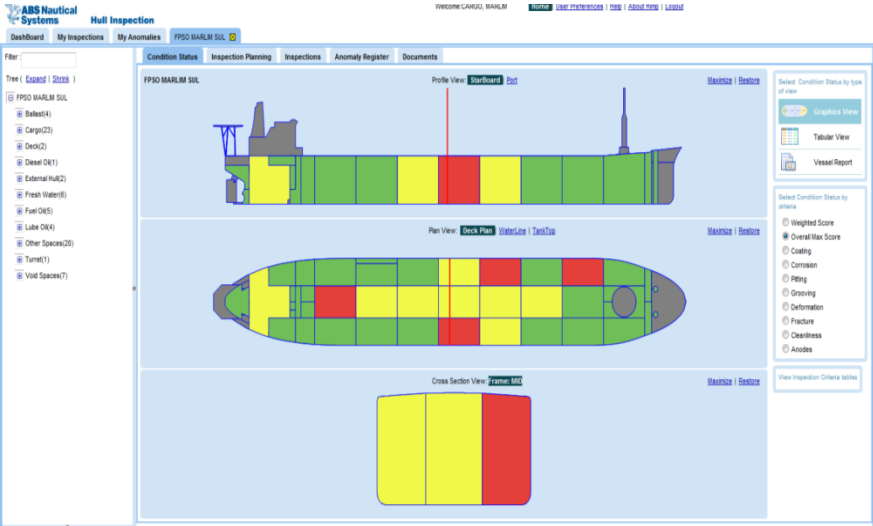 ABS Nautical
Systems
Hull Inspection
Welcome:CARGO, MARLIM
Home | User Preferences | Help | About Himp | Logout
DashBoard
My Inspections
My Anomalies
FPSO MARLIM SUL
Filter :
Tree ( Expand | Shrink )
FPSO MARLIM SUL
Ballast(4)
Cargo(23)
Deck(2)
Diesel Oil(1)
External Hull(2)
Fresh Water(6)
Fuel Oil(5)
Lube Oil(4)
Other Spaces(20)
Turret(1)
Void Spaces(7)
Condition Status
Inspection Planning
Inspections
Anomaly Register
Documents
FPSO MARLIM SUL
Profile View: StarBoard Port
Maximize | Restore
Plan View: Deck Plan WaterLine | TankTop
Maximize | Restore
Cross Section View: Frame: MID
Maximize | Restore
Select Condition Status by type
of view
Graphics View
Tabular View
Vessel Report
Select Condition Status by
criteria
Weighted Score
Overall Max Score
Coating
Corrosion
Pitting
Grooving
Deformation
Fracture
Cleanliness
Anodes
View Inspection Criteria tables